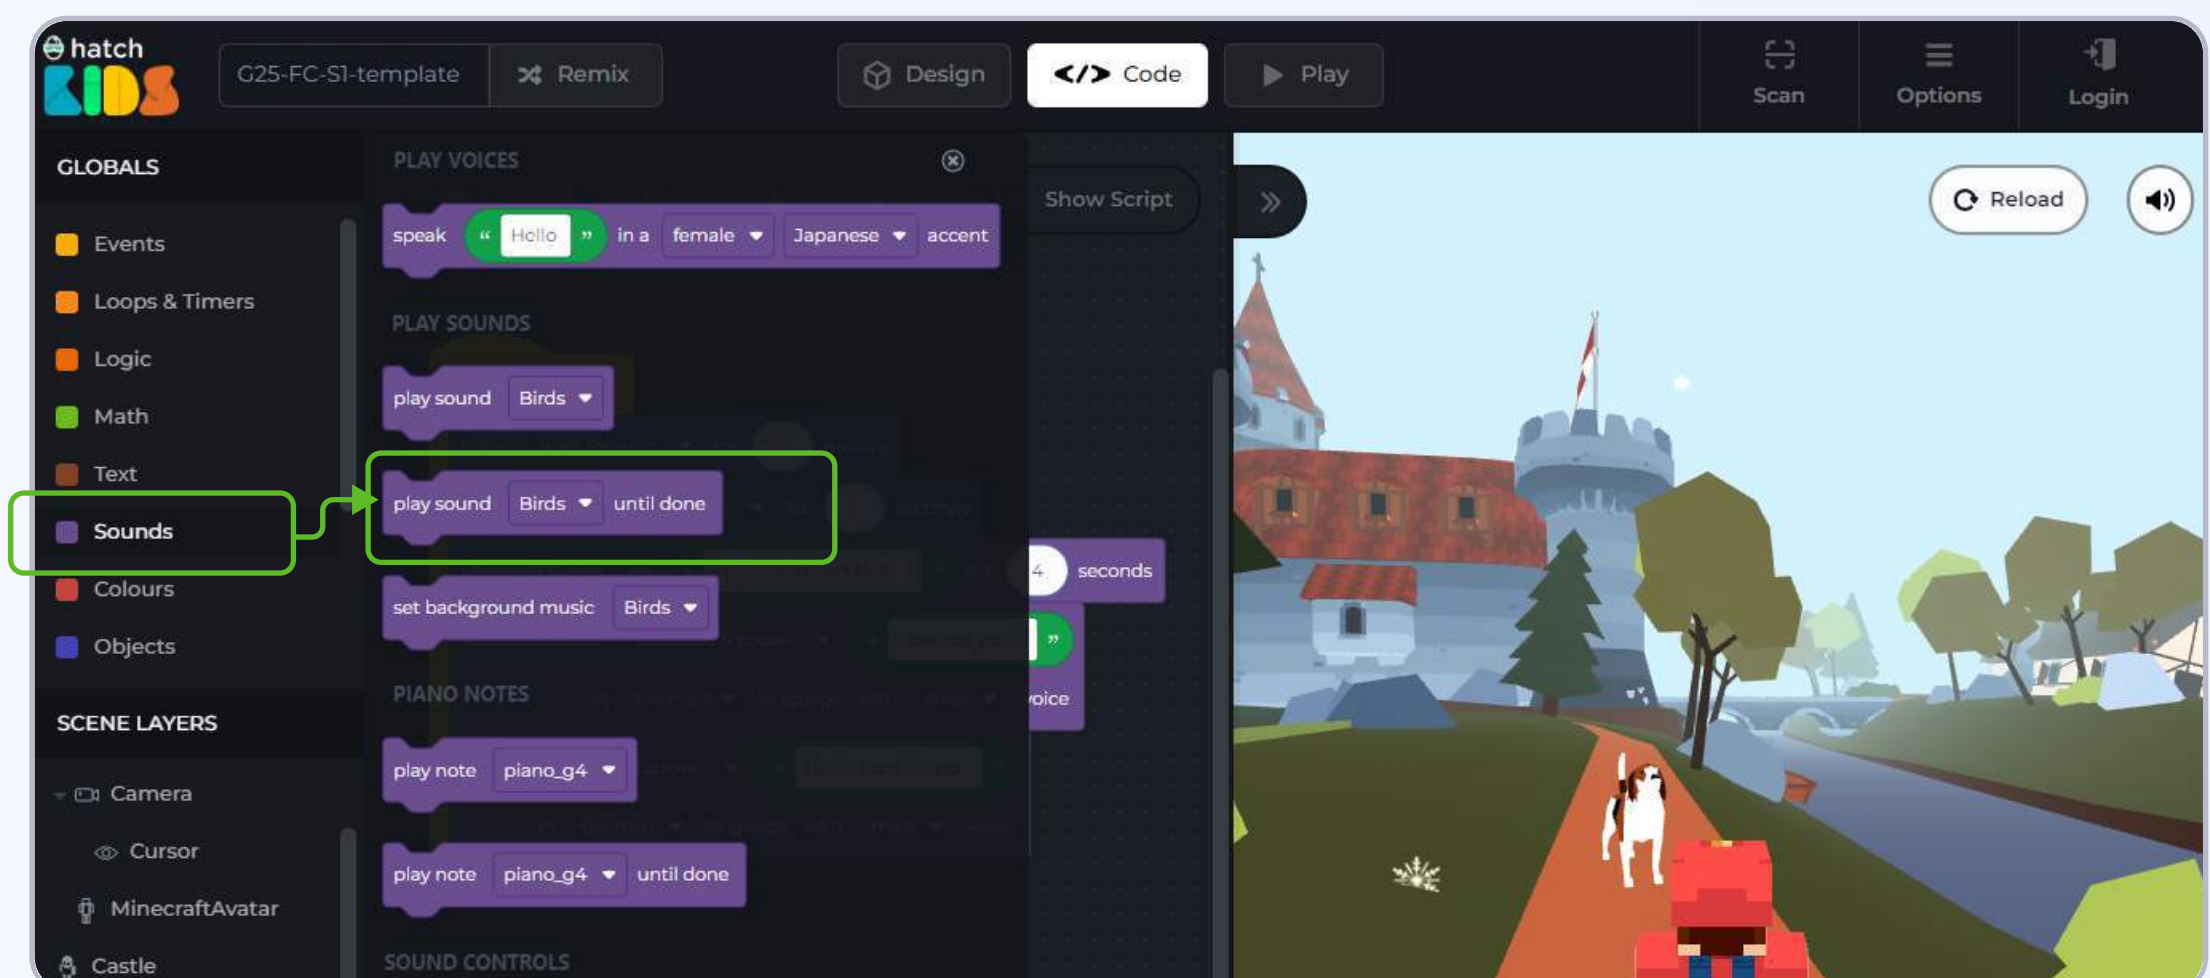 hatch
KIDS
G25-FC-S1-template
Remix
Design
</> Code
Play
Scan
Options
Login
GLOBALS
Events
Loops & Timers
Logic
Math
Text
Sounds
Colours
Objects
SCENE LAYERS
Camera
Cursor
MinecraftAvatar
Castle
PLAY VOICES
speak “ Hello ” in a female Japanese accent
PLAY SOUNDS
play sound Birds
play sound Birds until done
set background music Birds
PIANO NOTES
play note piano_g4
play note piano_g4 until done
SOUND CONTROLS
Show Script
4 seconds
”
voice
Reload